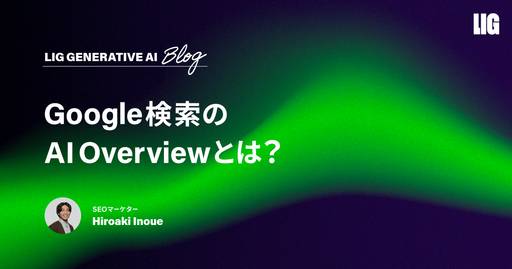 LIG
LIG GENERATIVE AI Blog
Google検索の
AI Overviewとは？
SEOマーケター
Hiroaki Inoue